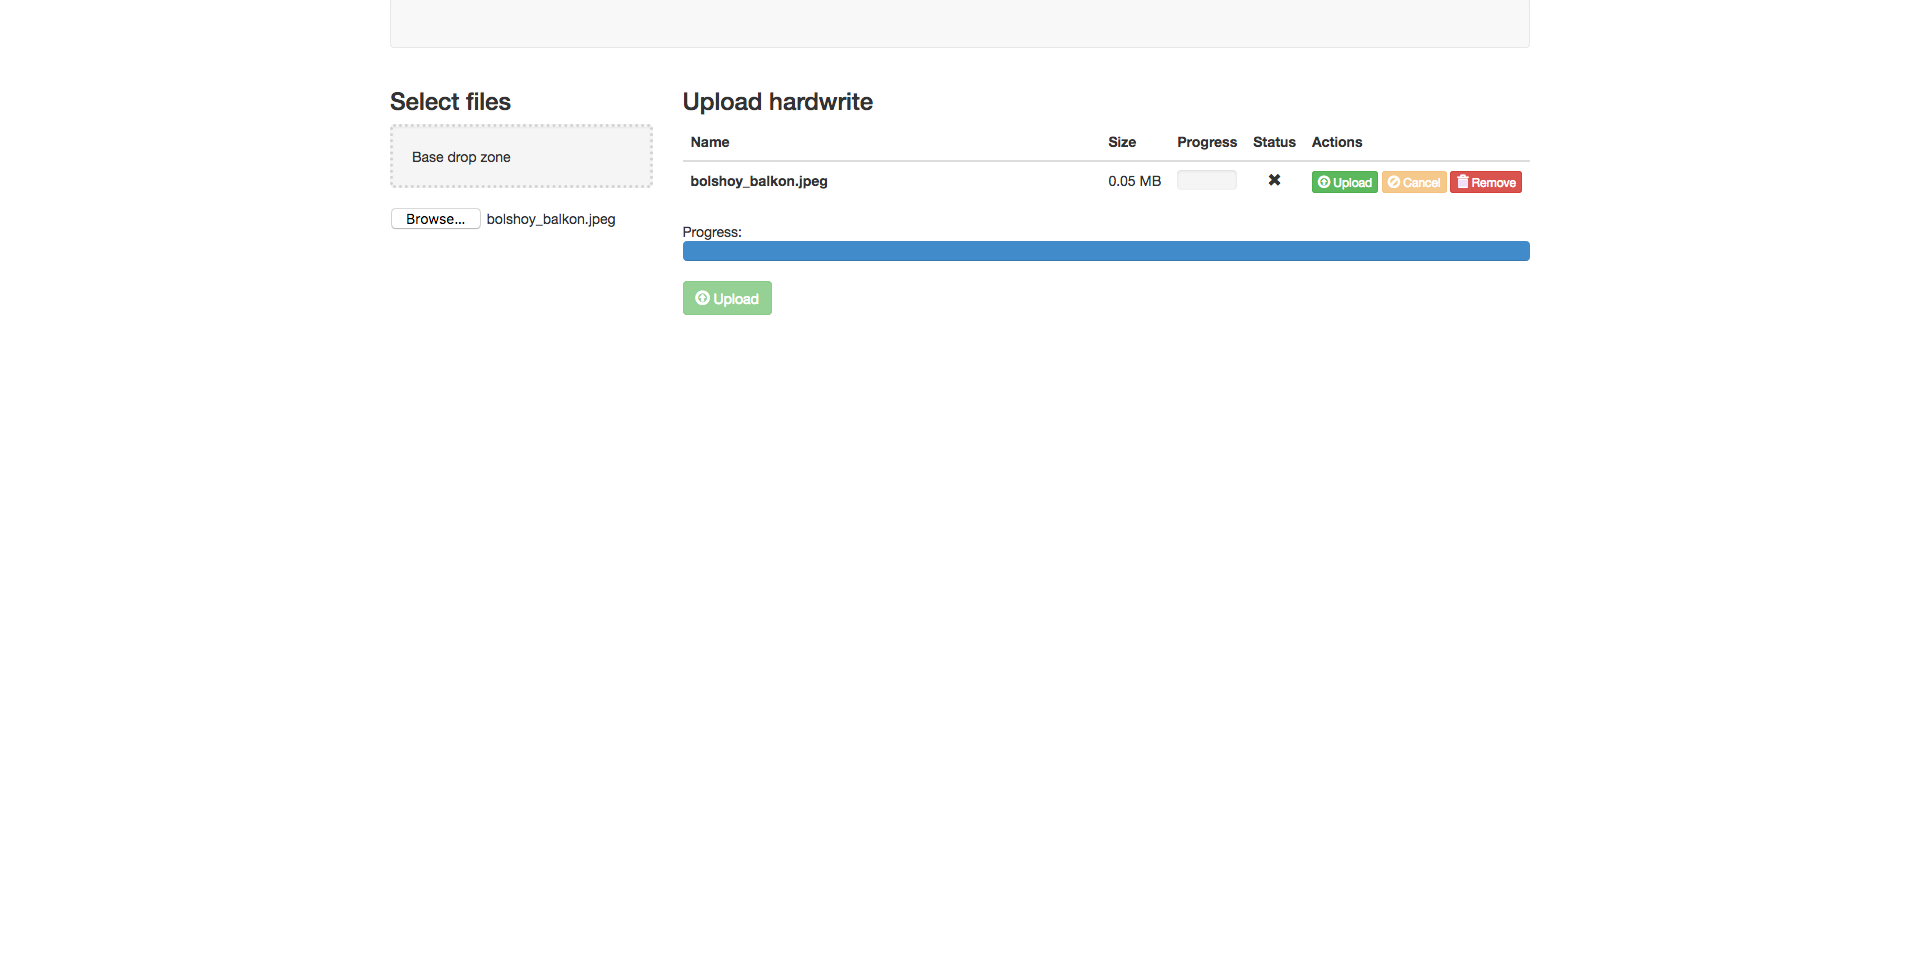 Select files
Base drop zone
Browse... bolshoy_balkon.jpeg
Upload hardwrite
Name Size Progress Status Actions
bolshoy_balkon.jpeg 0.05 MB Upload Cancel Remove
Progress:
Upload